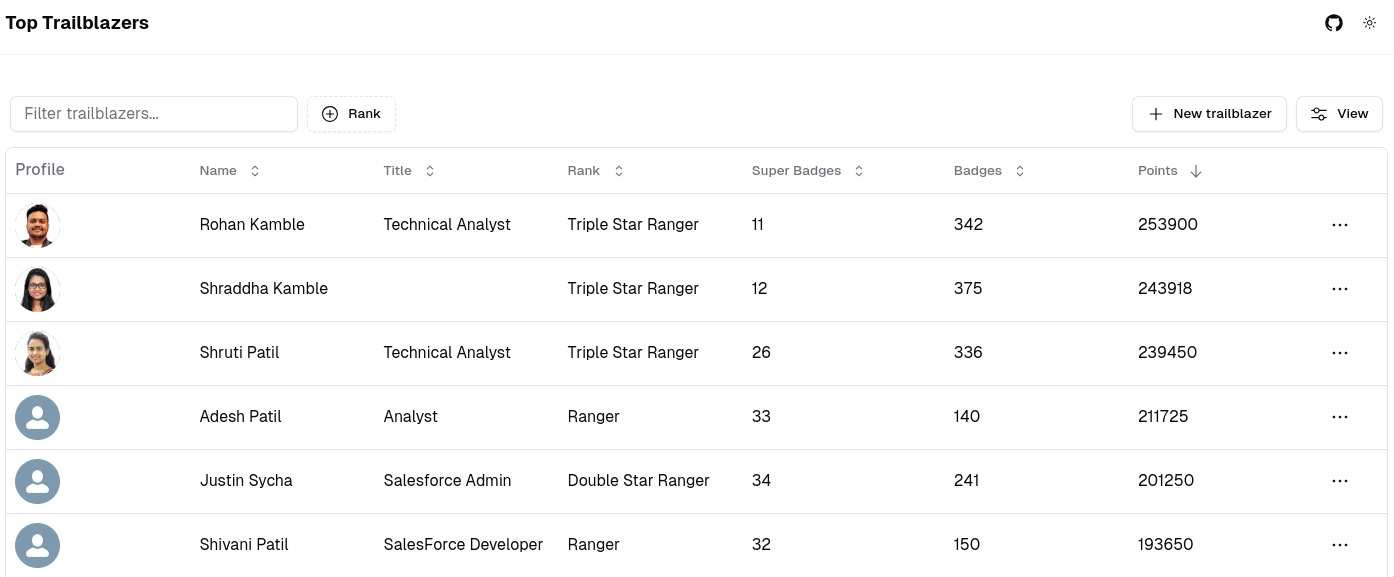 Top Trailblazers
Filter trailblazers... Rank New trailblazer View
Profile Name Title Rank Super Badges Badges Points
Rohan Kamble Technical Analyst Triple Star Ranger 11 342 253900
Shraddha Kamble Triple Star Ranger 12 375 243918
Shruti Patil Technical Analyst Triple Star Ranger 26 336 239450
Adesh Patil Analyst Ranger 33 140 211725
Justin Sycha Salesforce Admin Double Star Ranger 34 241 201250
Shivani Patil SalesForce Developer Ranger 32 150 193650